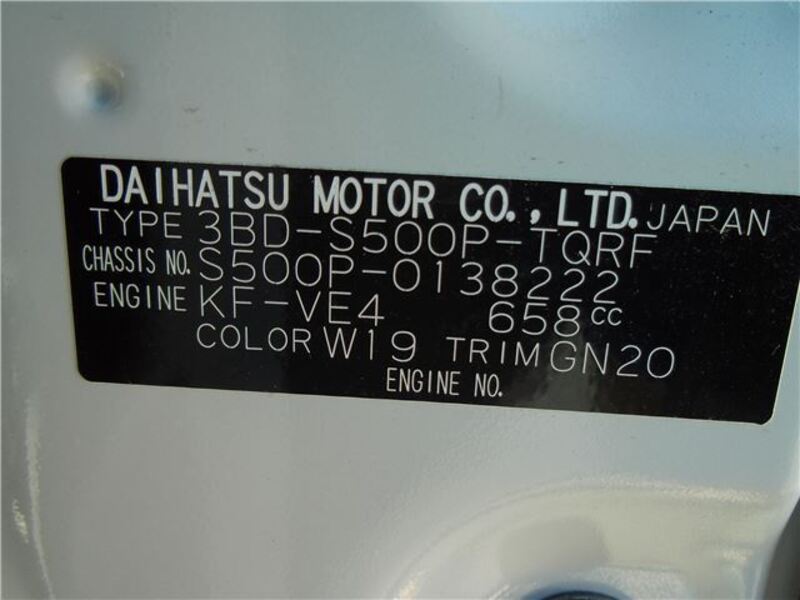 DAIHATSU MOTOR CO., LTD. JAPAN
TYPE 3BD-S500P-TQRF
CHASSIS NO. S500P-0138222
ENGINE KF-VE4 658cc
COLOR W19 TRIM GN20
ENGINE NO.